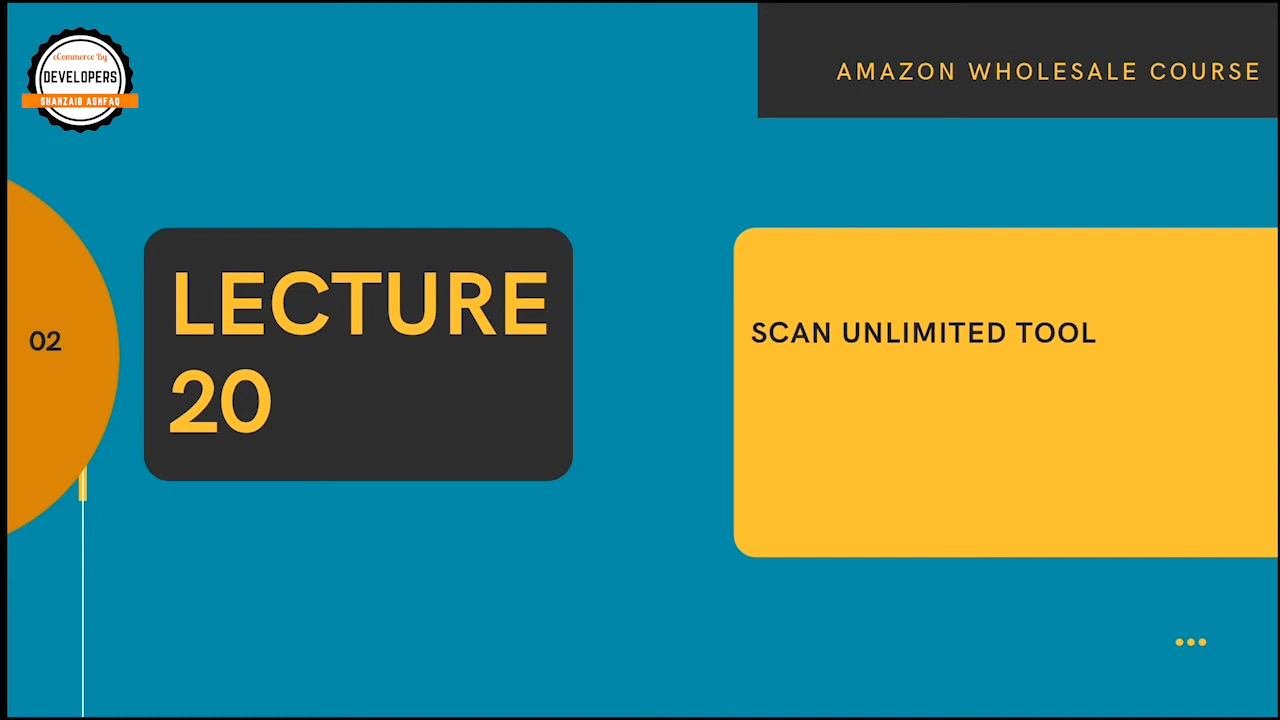 eCommerce By
DEVELOPERS
SHAHZAIB ASHFAQ
AMAZON WHOLESALE COURSE
02
LECTURE
20
SCAN UNLIMITED TOOL